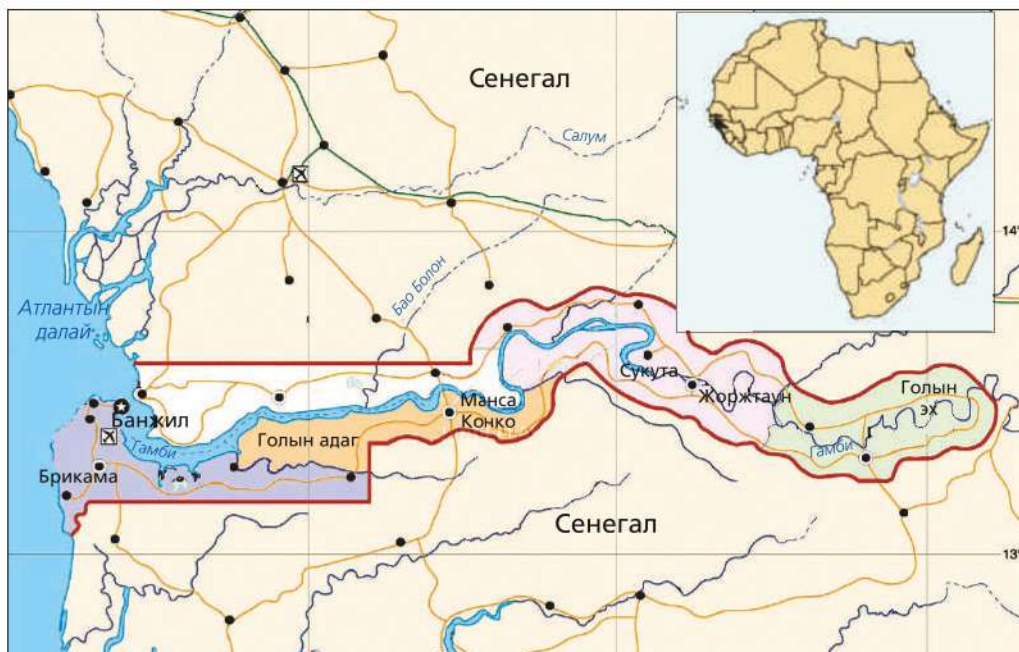 Сенегал
Салум
14°
Бао Болон
Атлантын
далай
Сукута
Жоржтаун
Голын
эх
Манса
Конко
Банжил
Голын адаг
Гамби
Гамби
Брикама
Сенегал
13°